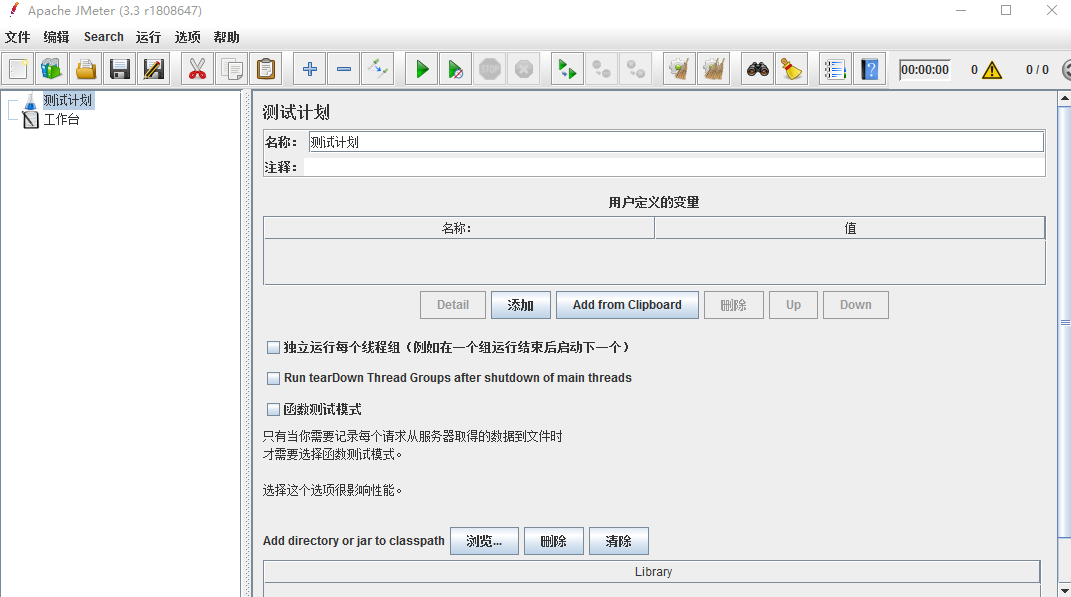 Apache JMeter (3.3 r1808647)
文件 编辑 Search 运行 选项 帮助
STOP 00:00:00 0 0 / 0
测试计划
工作台
测试计划
名称： 测试计划
注释：
用户定义的变量
名称： 值
Detail 添加 Add from Clipboard 删除 Up Down
独立运行每个线程组（例如在一个组运行结束后启动下一个）
Run tearDown Thread Groups after shutdown of main threads
函数测试模式
只有当你需要记录每个请求从服务器取得的数据到文件时
才需要选择函数测试模式。
选择这个选项很影响性能。
Add directory or jar to classpath 浏览... 删除 清除
Library